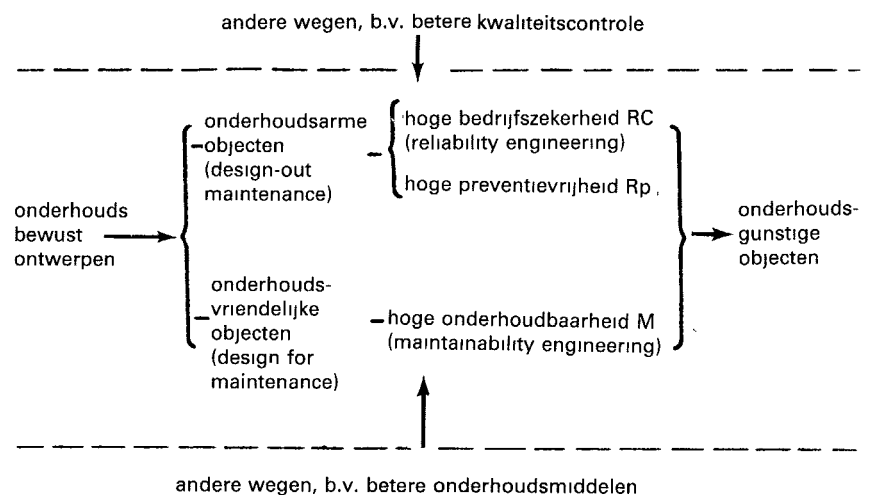 andere wegen, b.v. betere kwaliteitscontrole
onderhoudsarme
objecten
(design-out
maintenance)
hoge bedrijfszekerheid RC
(reliability engineering)
hoge preventievrijheid Rp
onderhouds
bewust
ontwerpen
onderhouds-
gunstige
objecten
onderhouds-
vriendelijke
objecten
(design for
maintenance)
hoge onderhoudbaarheid M
(maintainability engineering)
andere wegen, b.v. betere onderhoudsmiddelen